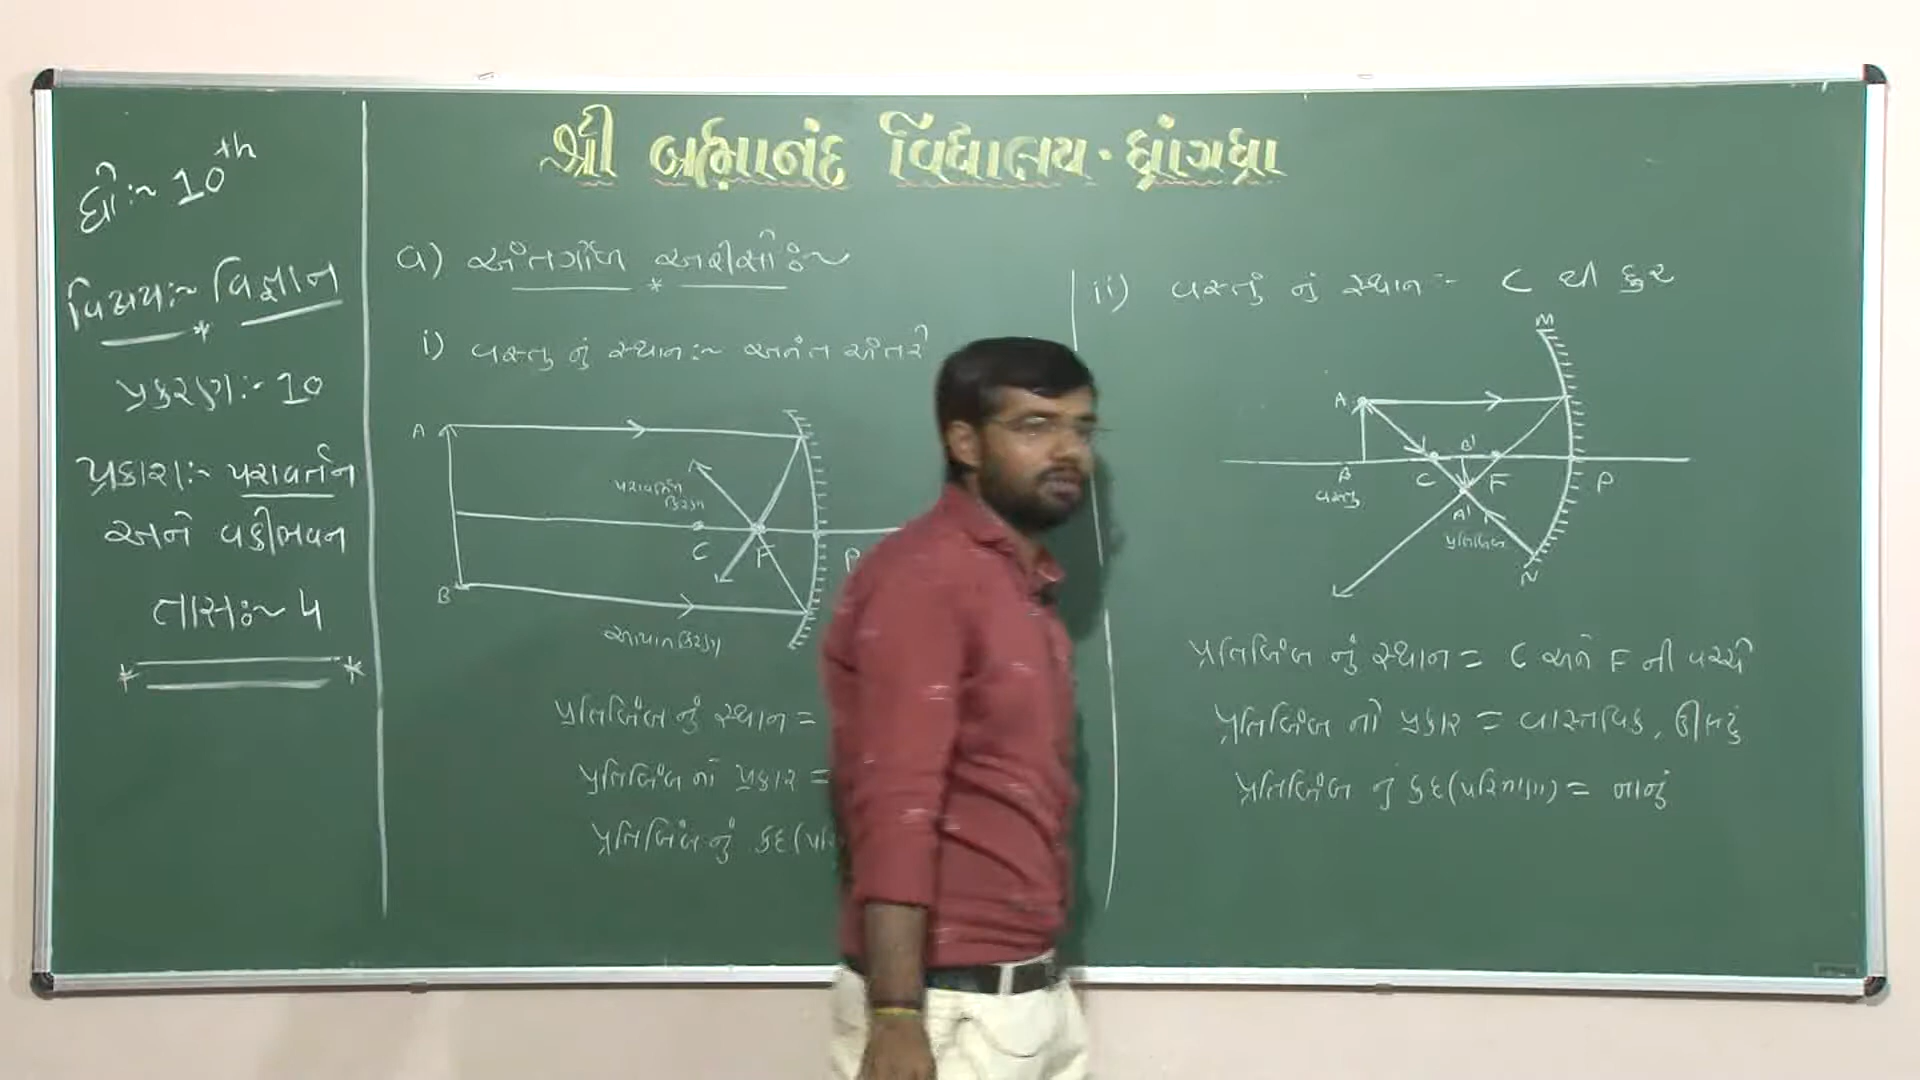 શ્રી બ્રહ્માનંદ વિદ્યાલય · ધ્રાંગધ્રા
ધો:~ 10th
વિષય:~ વિજ્ઞાન
પ્રકરણ:- 10
પ્રકાશ:- પરાવર્તન
અને વક્રીભવન
તાસઃ~ 4
a) અંતર્ગોળ અરીસોઃ~
i) વસ્તુ નું સ્થાન:~ અનંત અંતરે
A
પરાવર્તિત
કિરણ
C
F
P
B
આપાત કિરણ
પ્રતિબિંબ નું સ્થાન =
પ્રતિબિંબ નો પ્રકાર =
પ્રતિબિંબ નું કદ (પરિ
ii) વસ્તું નું સ્થાન:- C થી દુર
M
A
B'
B
C
F
P
વસ્તુ
A'
પ્રતિબિંબ
N
પ્રતિબિંબ નું સ્થાન = C અને F ની વચ્ચે
પ્રતિબિંબ નો પ્રકાર = વાસ્તવિક, ઊલટું
પ્રતિબિંબ નું કદ (પરિમાણ) = નાનું